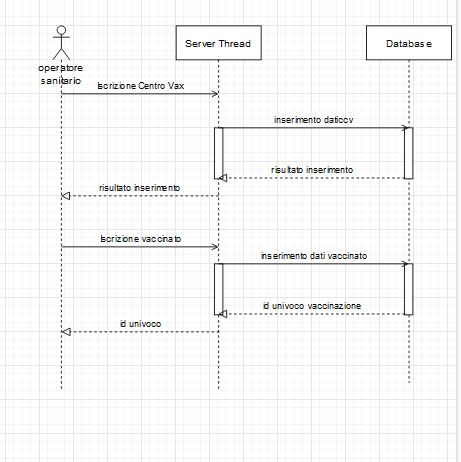 Server Thread
Database
operatore
sanitario
Iscrizione Centro Vax
inserimento daticcv
risultato inserimento
risultato inserimento
Iscrizione vaccinato
inserimento dati vaccinato
id univoco vaccinazione
id univoco